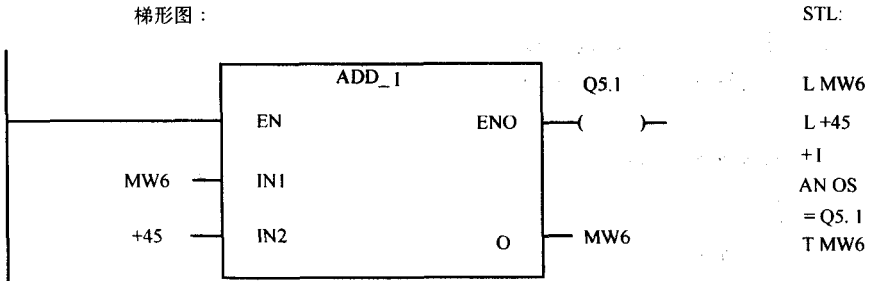 梯形图： STL:
ADD_I Q5.1 L MW6
EN ENO ( ) L +45
+I
MW6 IN1 AN OS
= Q5. 1
+45 IN2 O MW6 T MW6